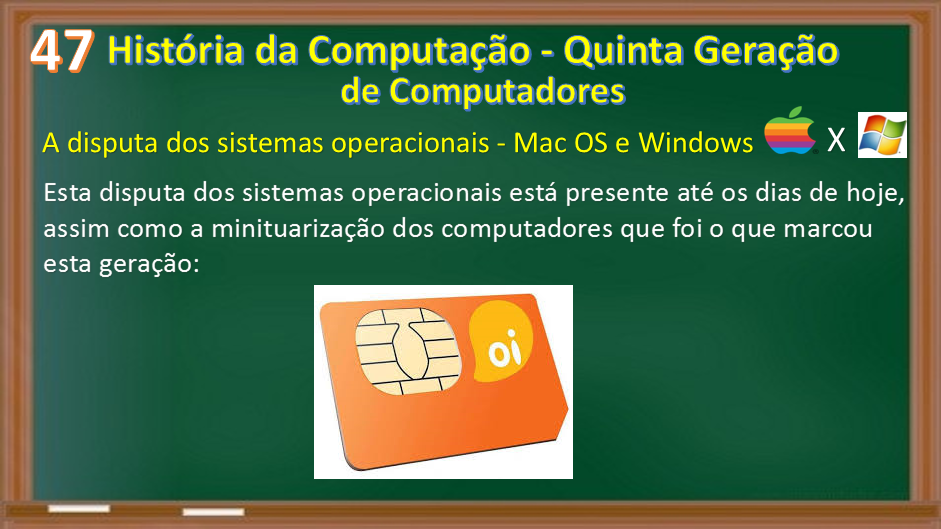 47 História da Computação - Quinta Geração
de Computadores
A disputa dos sistemas operacionais - Mac OS e Windows X
Esta disputa dos sistemas operacionais está presente até os dias de hoje,
assim como a minituarização dos computadores que foi o que marcou
esta geração:
oi